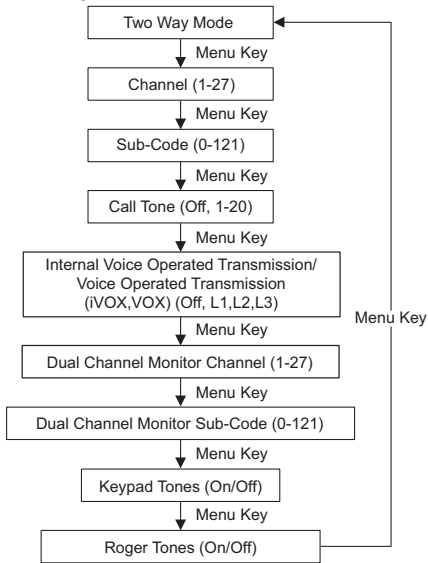 Two Way Mode
Menu Key
Channel (1-27)
Menu Key
Sub-Code (0-121)
Menu Key
Call Tone (Off, 1-20)
Menu Key
Internal Voice Operated Transmission/
Voice Operated Transmission
(iVOX,VOX) (Off, L1,L2,L3)
Menu Key
Menu Key
Dual Channel Monitor Channel (1-27)
Menu Key
Dual Channel Monitor Sub-Code (0-121)
Menu Key
Keypad Tones (On/Off)
Menu Key
Roger Tones (On/Off)